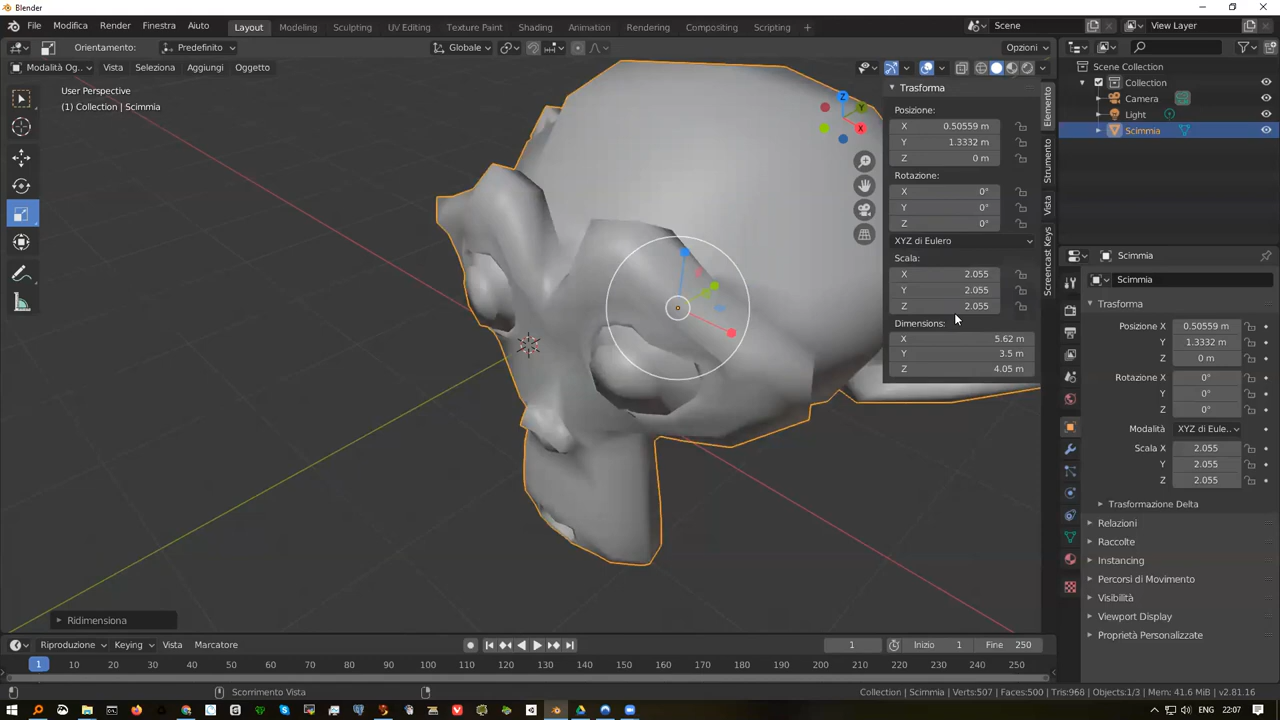 Blender
File Modifica Render Finestra Aiuto Layout Modeling Sculpting UV Editing Texture Paint Shading Animation Rendering Compositing Scripting + Scene View Layer
Orientamento: Predefinito Globale Opzioni
Modalità Og.. Vista Seleziona Aggiungi Oggetto
User Perspective
(1) Collection | Scimmia
Z
Y
X
Trasforma
Posizione:
X 0.50559 m
Y 1.3332 m
Z 0 m
Rotazione:
X 0°
Y 0°
Z 0°
XYZ di Eulero
Scala:
X 2.055
Y 2.055
Z 2.055
Dimensions:
X 5.62 m
Y 3.5 m
Z 4.05 m
Elemento
Strumento
Vista
Screencast Keys
Scene Collection
Collection
Camera
Light
Scimmia
Scimmia
Scimmia
Trasforma
Posizione X 0.50559 m
Y 1.3332 m
Z 0 m
Rotazione X 0°
Y 0°
Z 0°
Modalità XYZ di Eule..
Scala X 2.055
Y 2.055
Z 2.055
Trasformazione Delta
Relazioni
Raccolte
Instancing
Percorsi di Movimento
Visibilità
Viewport Display
Proprietà Personalizzate
Ridimensiona
Riproduzione Keying Vista Marcatore 1 Inizio 1 Fine 250
1 10 20 30 40 50 60 70 80 90 100 110 120 130 140 150 160 170 180 190 200 210 220 230 240 250
Scorrimento Vista Collection | Scimmia | Verts:507 | Faces:500 | Tris:968 | Objects:1/3 | Mem: 41.6 MiB | v2.81.16
ENG 22:07